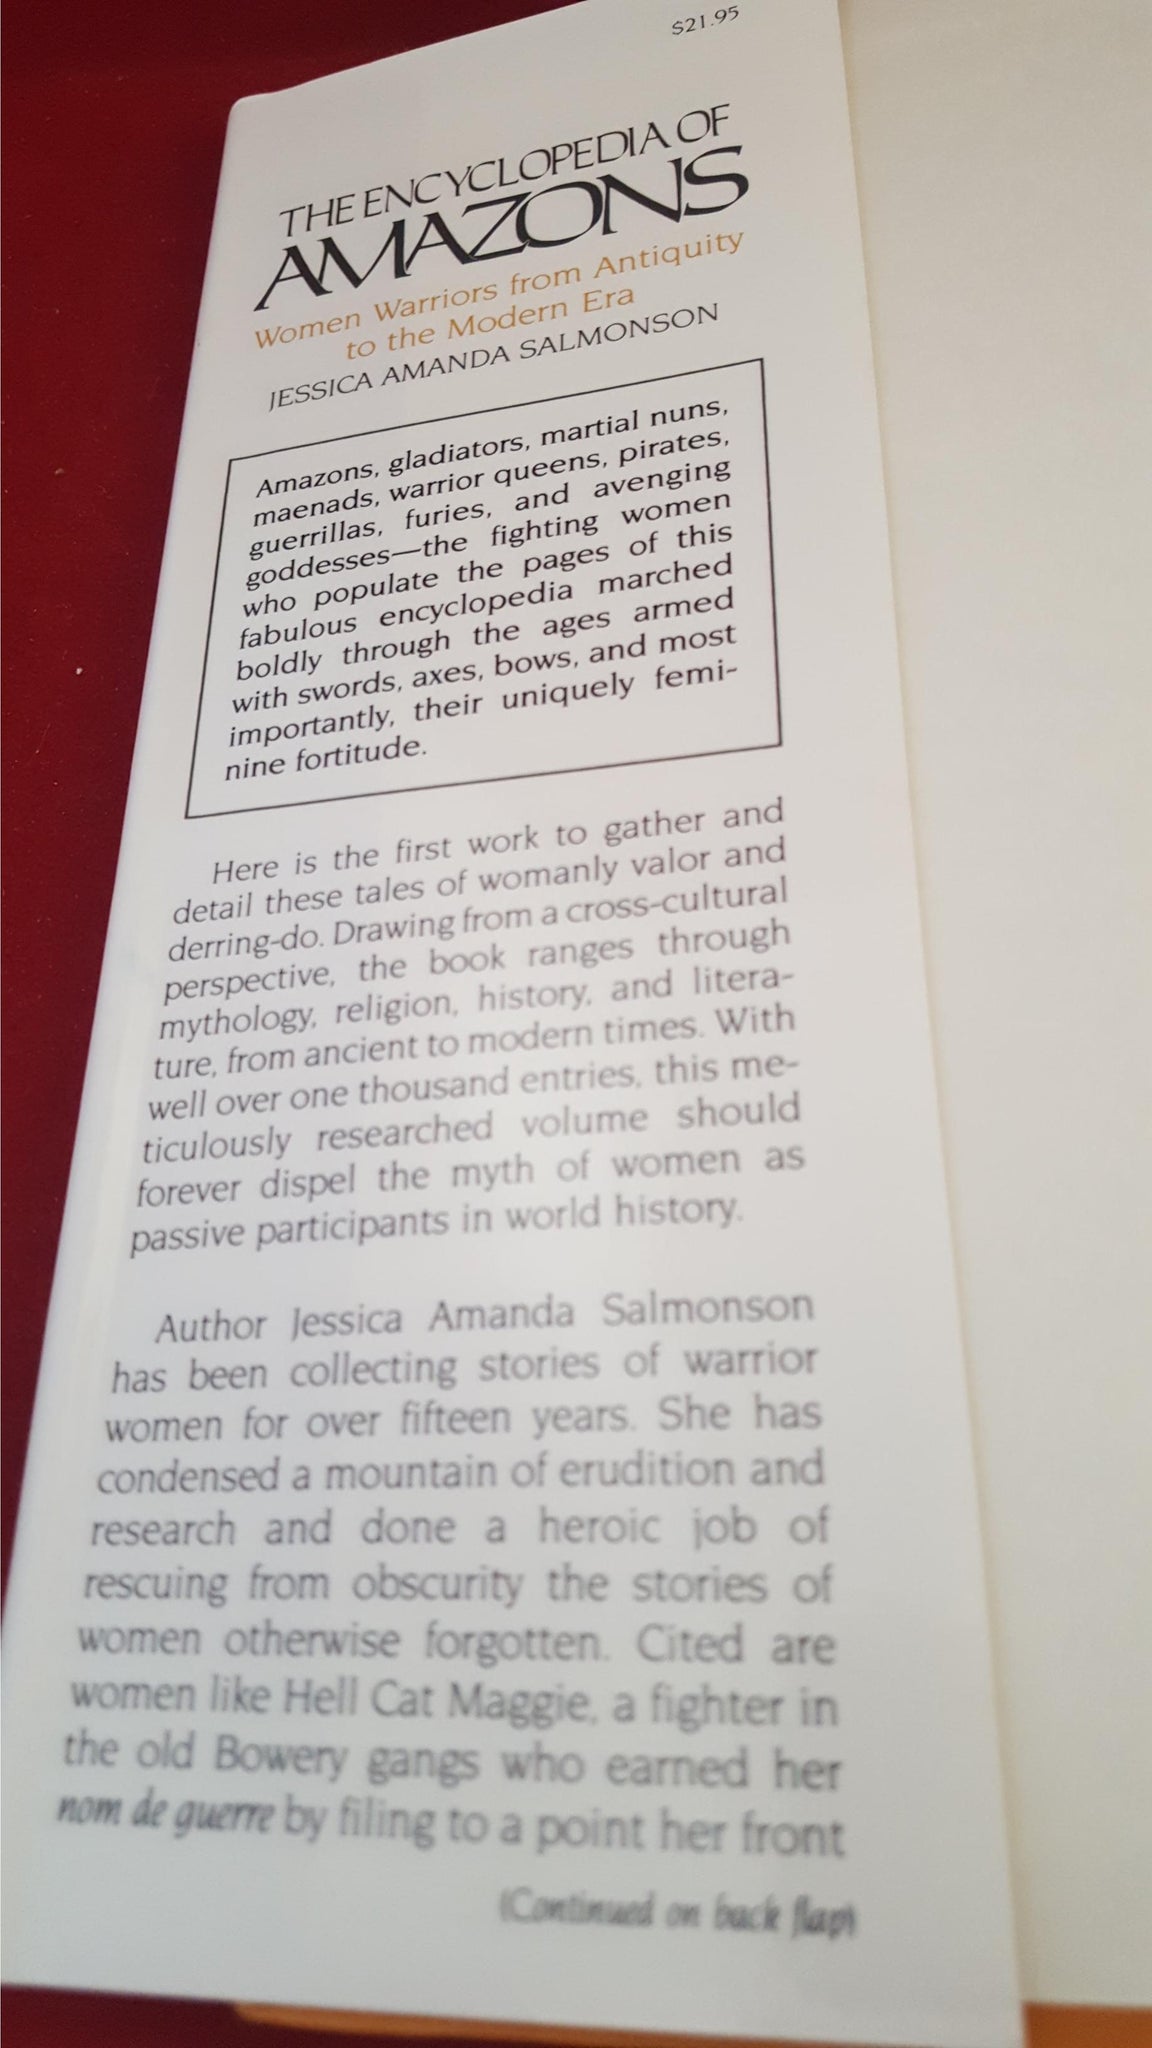 $21.95
THE ENCYCLOPEDIA OF
AMAZONS
Women Warriors from Antiquity
to the Modern Era
JESSICA AMANDA SALMONSON
Amazons, gladiators, martial nuns,
maenads, warrior queens, pirates,
guerrillas, furies, and avenging
goddesses—the fighting women
who populate the pages of this
fabulous encyclopedia marched
boldly through the ages armed
with swords, axes, bows, and most
importantly, their uniquely femi-
nine fortitude.
Here is the first work to gather and
detail these tales of womanly valor and
derring-do. Drawing from a cross-cultural
perspective, the book ranges through
mythology, religion, history, and litera-
ture, from ancient to modern times. With
well over one thousand entries, this me-
ticulously researched volume should
forever dispel the myth of women as
passive participants in world history.
Author Jessica Amanda Salmonson
has been collecting stories of warrior
women for over fifteen years. She has
condensed a mountain of erudition and
research and done a heroic job of
rescuing from obscurity the stories of
women otherwise forgotten. Cited are
women like Hell Cat Maggie, a fighter in
the old Bowery gangs who earned her
nom de guerre by filing to a point her front
(Continued on back flap)